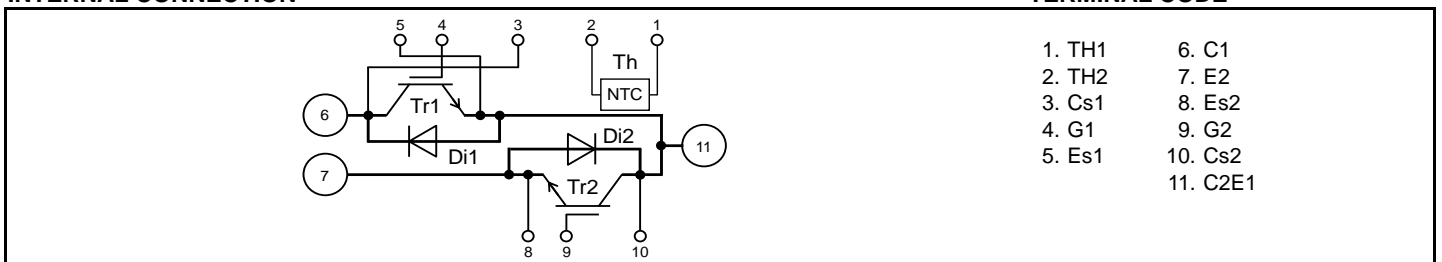 INTERNAL CONNECTION
TERMINAL CODE
5 4 3 2 1
Th
NTC
Tr1
6
Di1
Di2
11
7
Tr2
8 9 10
1. TH1 6. C1
2. TH2 7. E2
3. Cs1 8. Es2
4. G1 9. G2
5. Es1 10. Cs2
11. C2E1